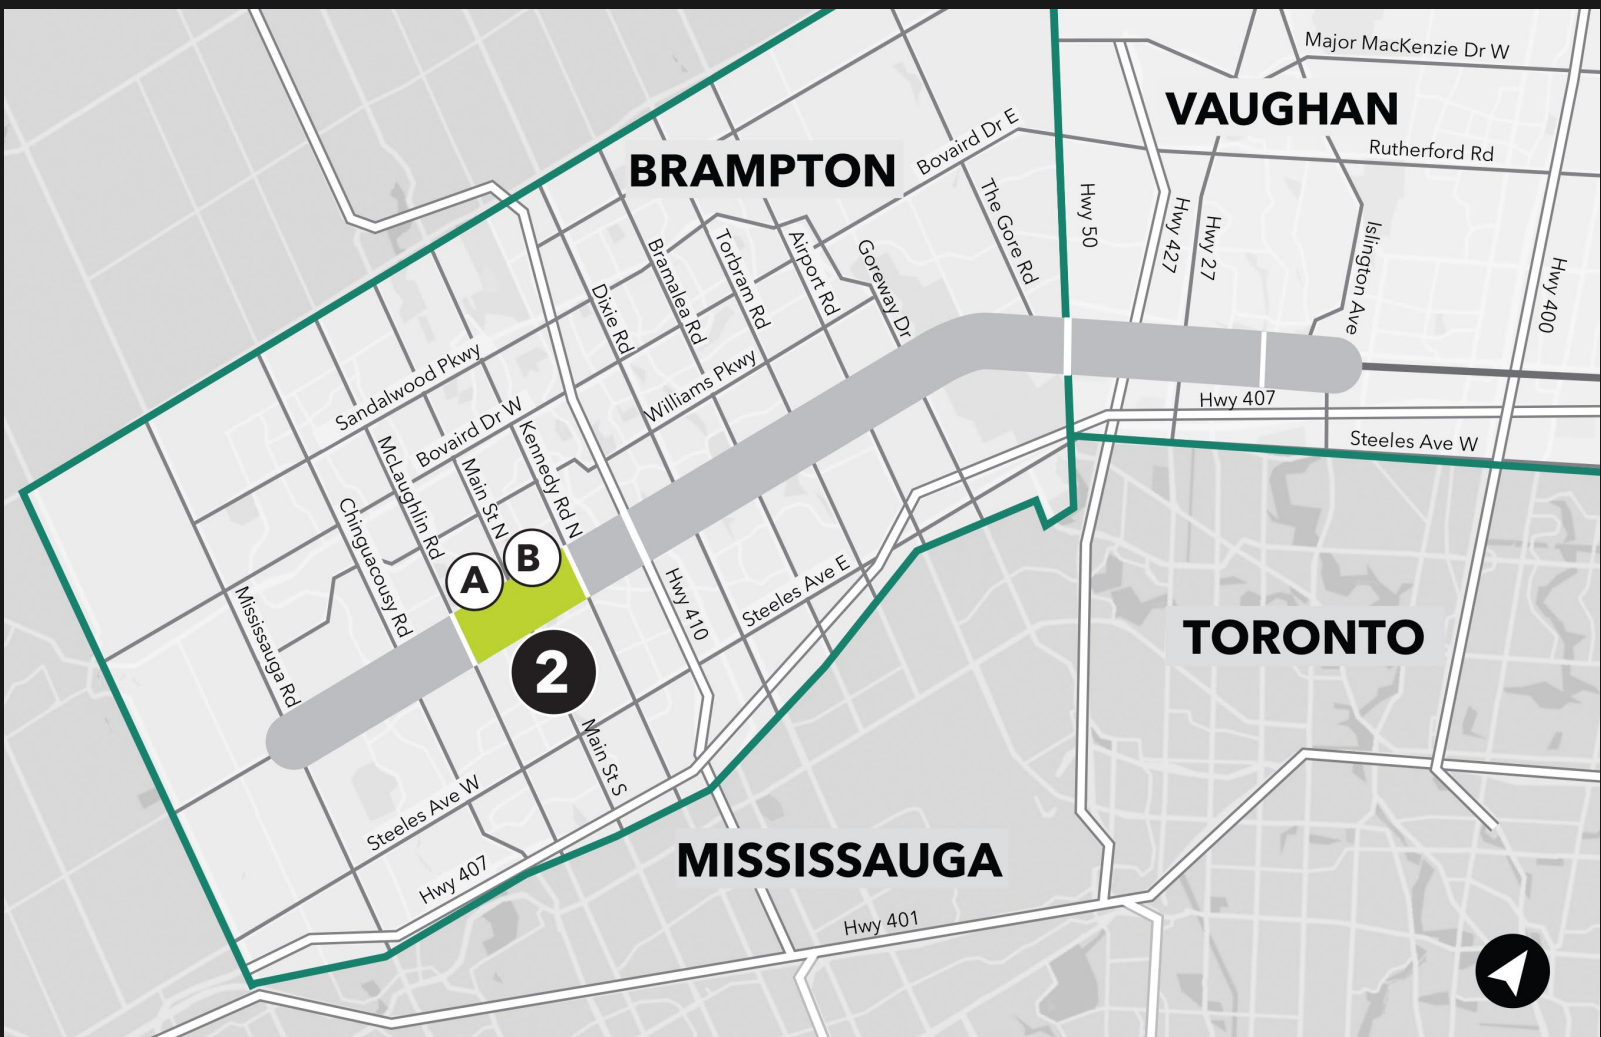 Major MacKenzie Dr W
VAUGHAN
Rutherford Rd
BRAMPTON
Bovaird Dr E
The Gore Rd
Hwy 50
Hwy 427
Hwy 27
Islington Ave
Hwy 400
Dixie Rd
Bramalea Rd
Torbram Rd
Airport Rd
Goreway Dr
Sandalwood Pkwy
Williams Pkwy
Bovaird Dr W
Hwy 407
Steeles Ave W
Mississauga Rd
Chinguacousy Rd
McLaughlin Rd
Main St N
Kennedy Rd N
A
B
2
Hwy 410
Steeles Ave E
TORONTO
Main St S
Steeles Ave W
Hwy 407
MISSISSAUGA
Hwy 401